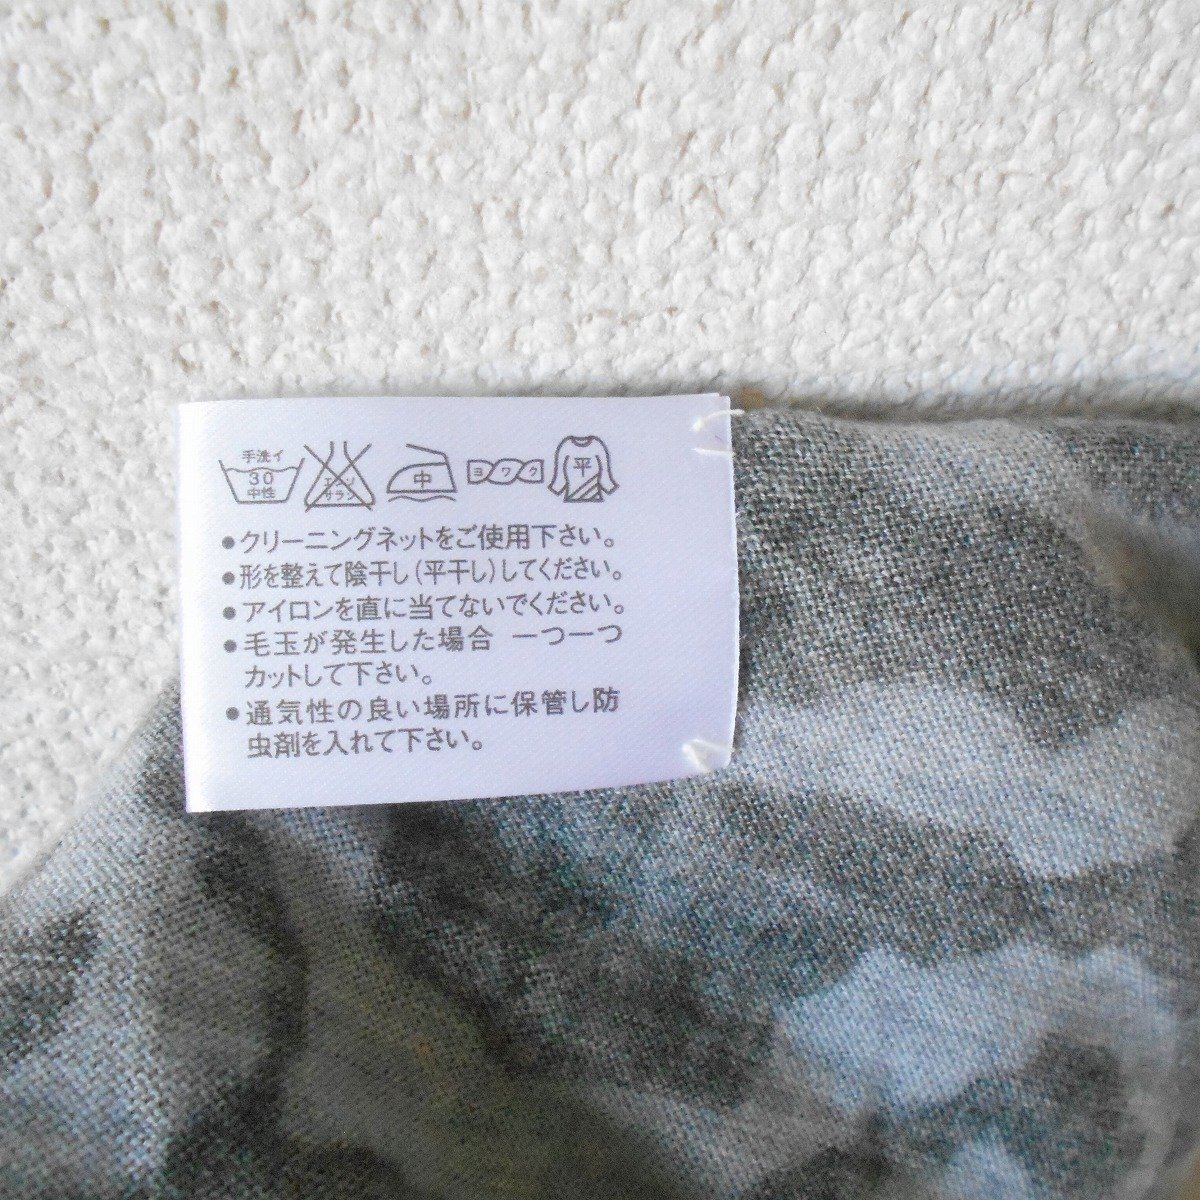 手洗イ
30
中性
エンソ
サラシ
中
ヨワク
平
●クリーニングネットをご使用下さい。
●形を整えて陰干し(平干し)してください。
●アイロンを直に当てないでください。
●毛玉が発生した場合 一つ一つ
カットして下さい。
●通気性の良い場所に保管し防
虫剤を入れて下さい。